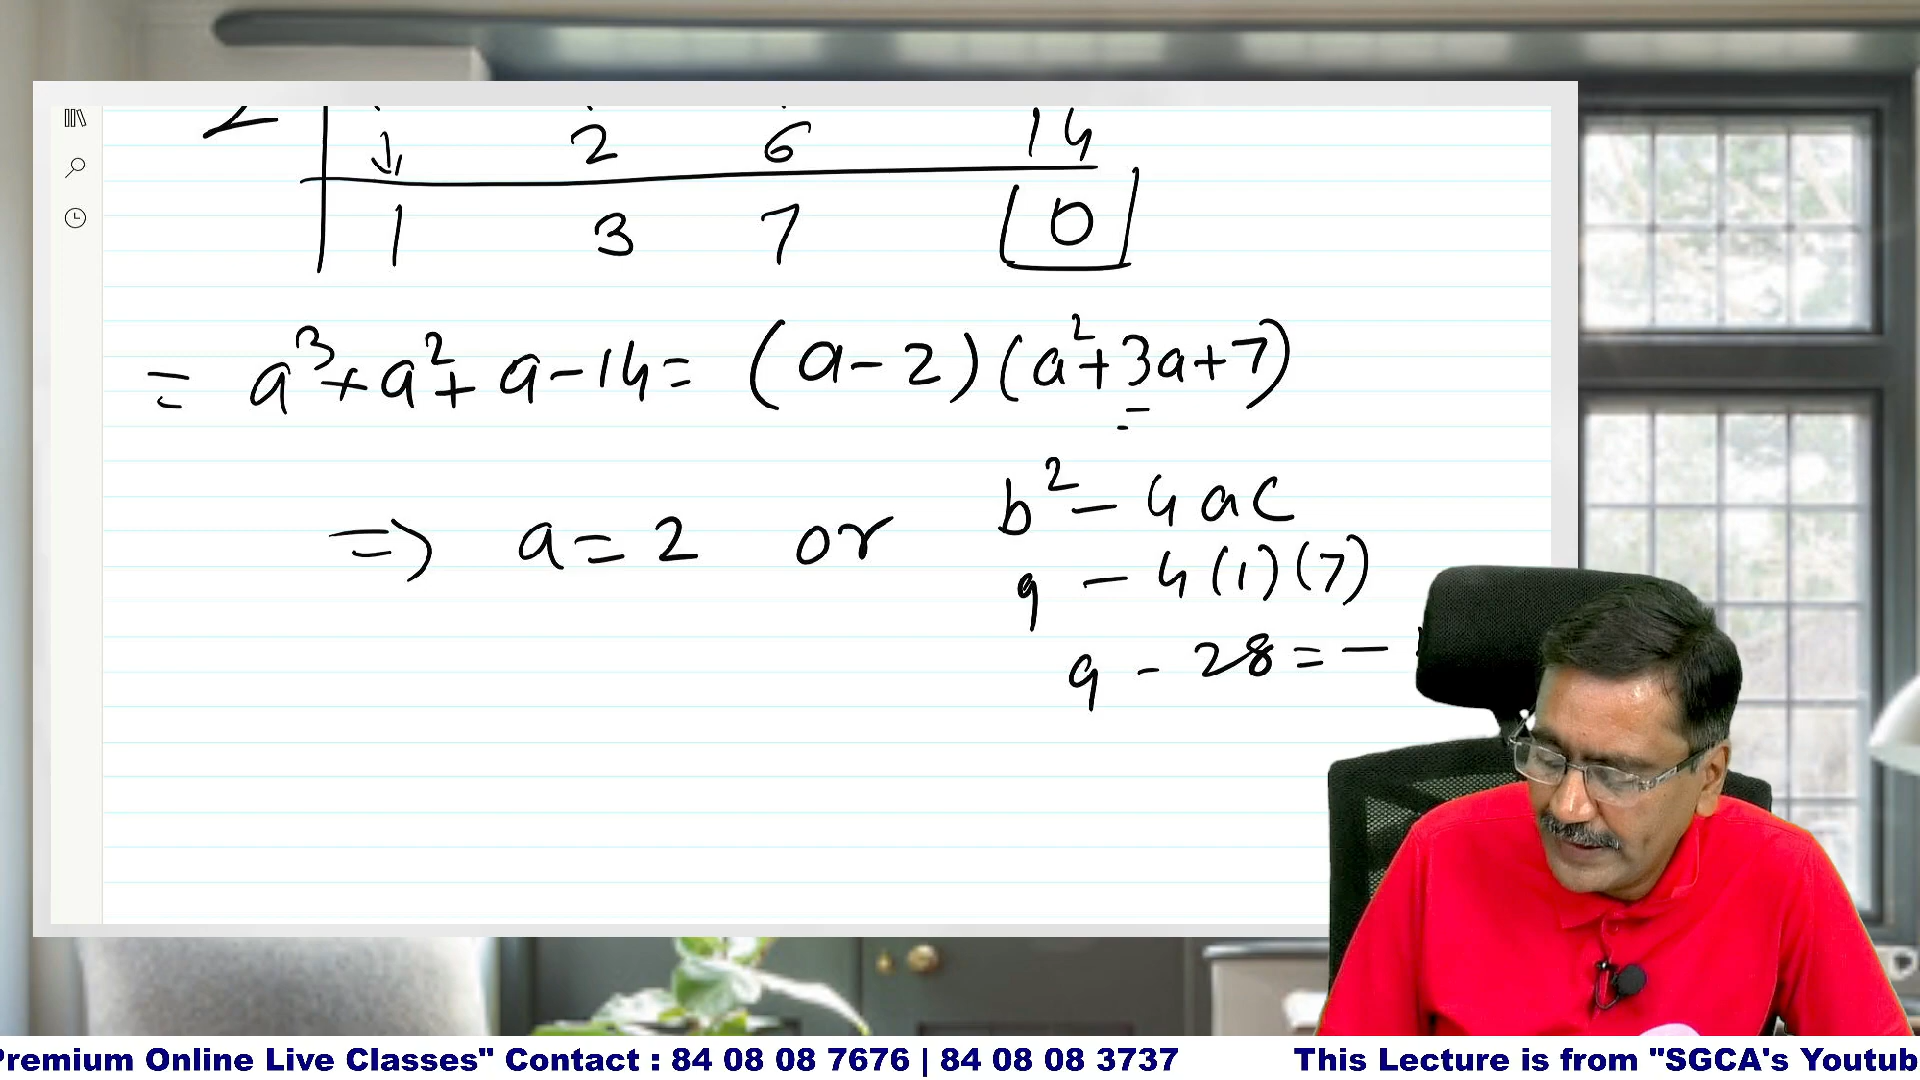 2 6 14
1 3 7 0
= a³ + a² + a - 14 = (a - 2)(a² + 3a + 7)
b² - 4ac
⇒ a = 2 or
9 - 4(1)(7)
9 - 28 = -
Premium Online Live Classes" Contact : 84 08 08 7676 | 84 08 08 3737 This Lecture is from "SGCA's Youtub